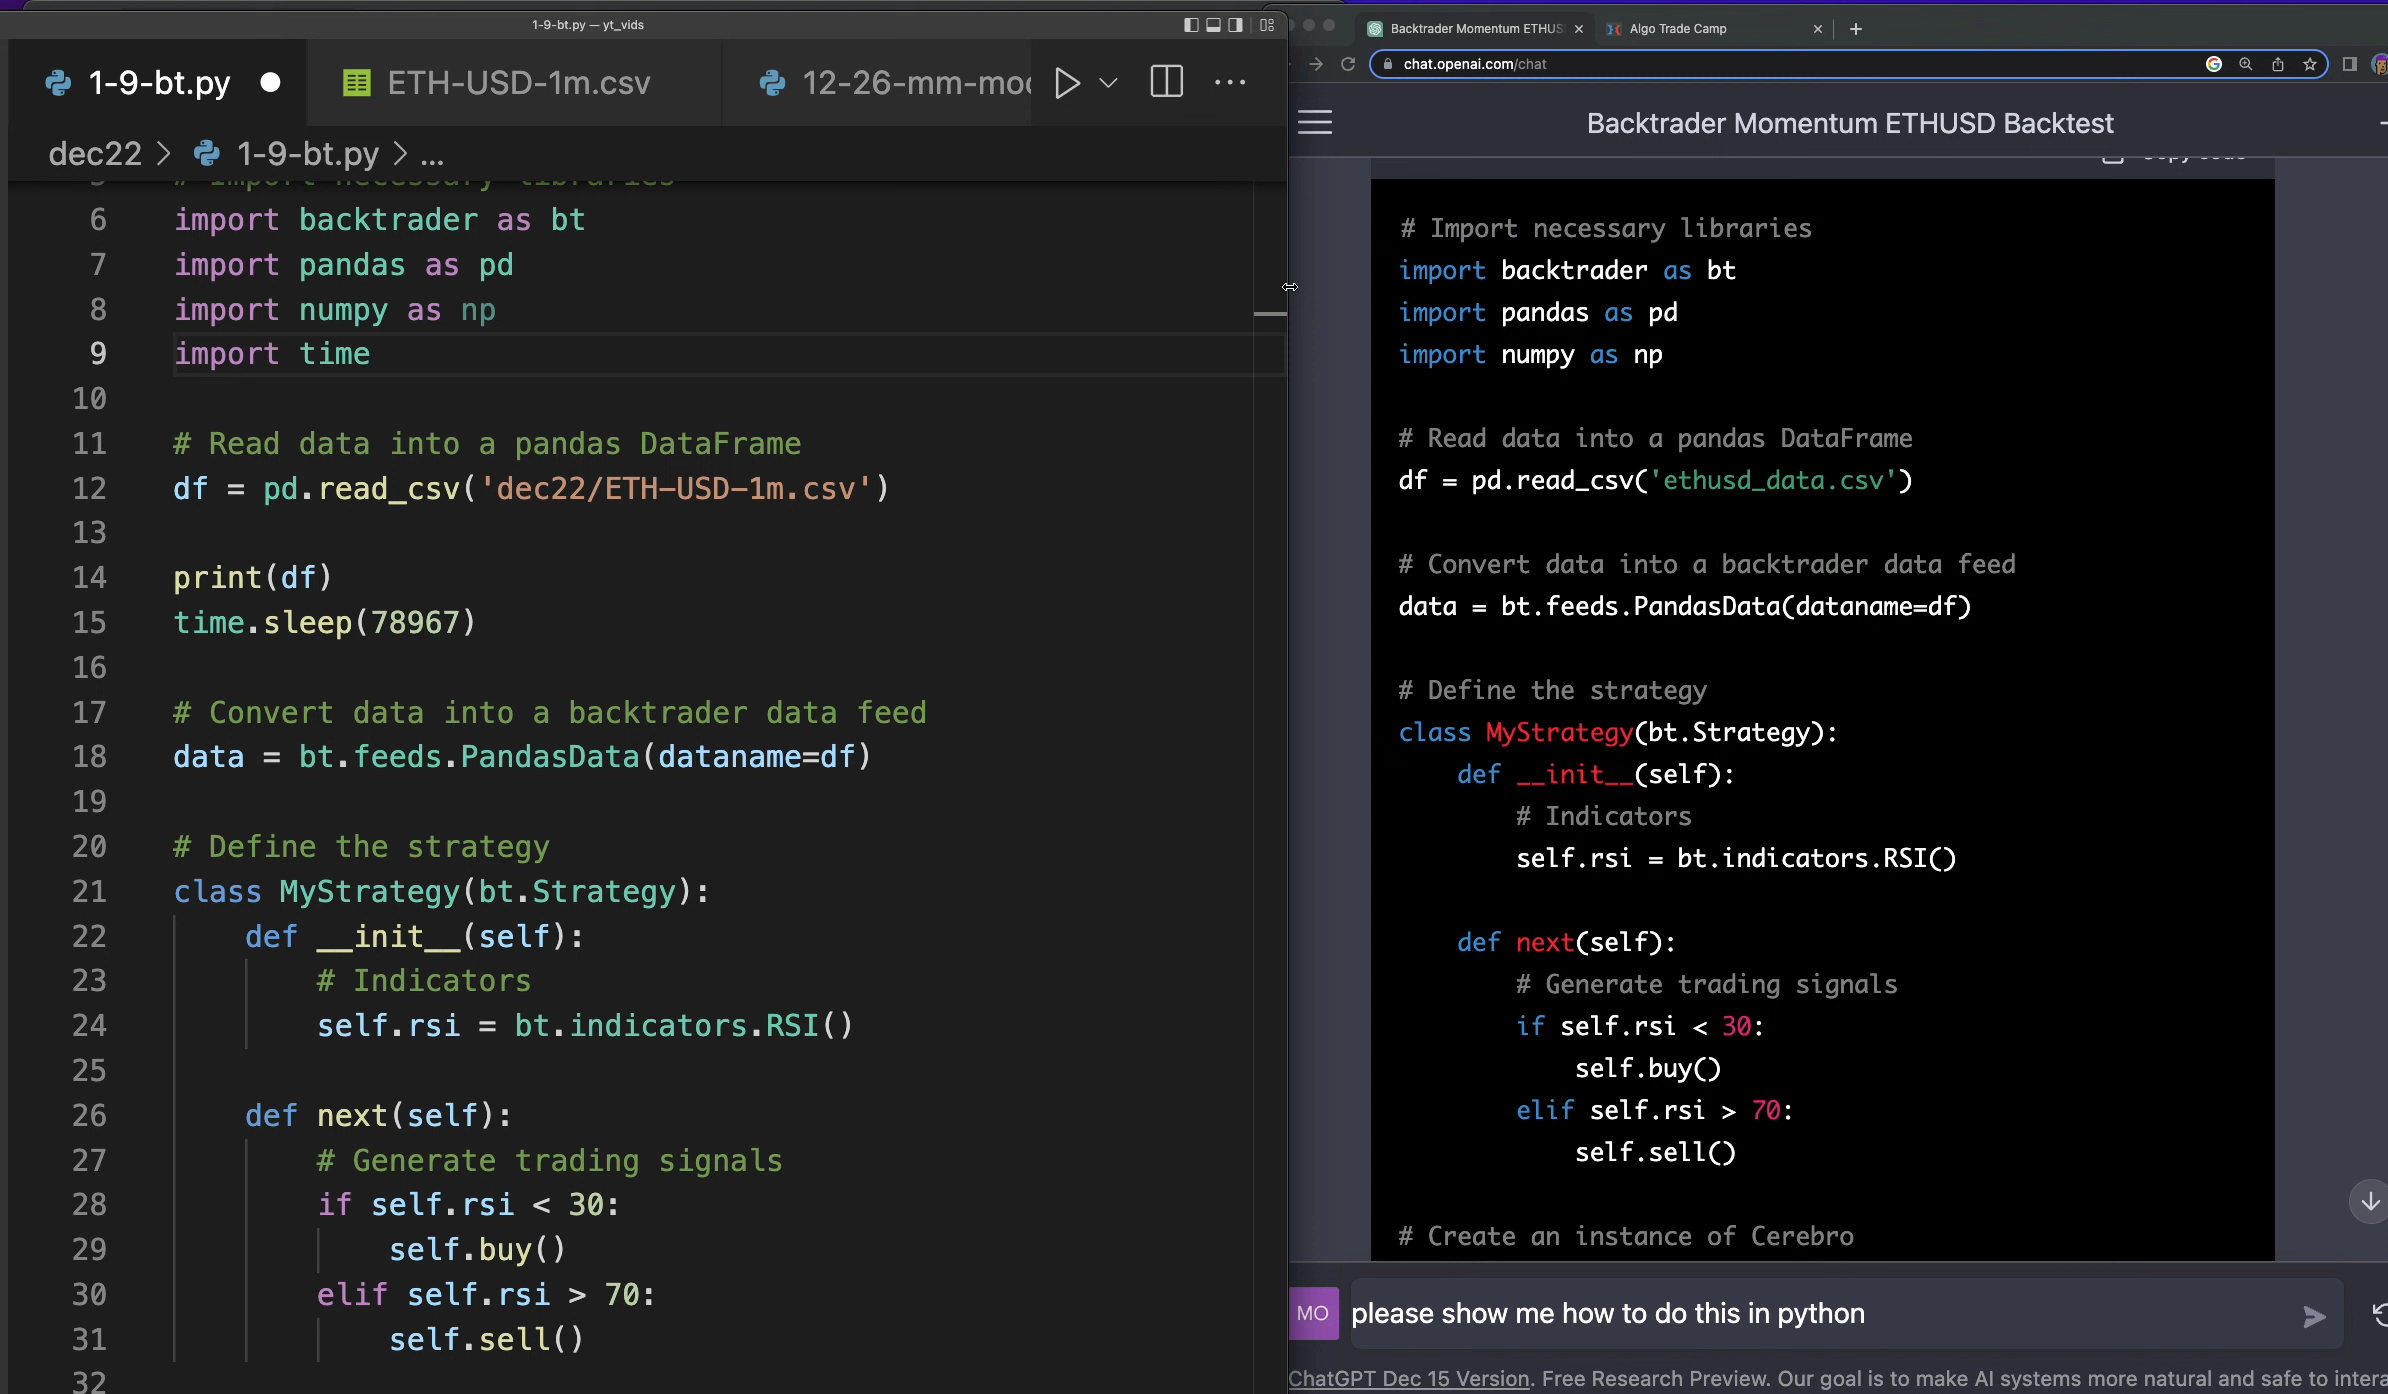 1-9-bt.py — yt_vids
1-9-bt.py
ETH-USD-1m.csv
12-26-mm-mod
dec22 > 1-9-bt.py > ...
# Import necessary libraries
6 import backtrader as bt
7 import pandas as pd
8 import numpy as np
9 import time
10
11 # Read data into a pandas DataFrame
12 df = pd.read_csv('dec22/ETH-USD-1m.csv')
13
14 print(df)
15 time.sleep(78967)
16
17 # Convert data into a backtrader data feed
18 data = bt.feeds.PandasData(dataname=df)
19
20 # Define the strategy
21 class MyStrategy(bt.Strategy):
22 def __init__(self):
23 # Indicators
24 self.rsi = bt.indicators.RSI()
25
26 def next(self):
27 # Generate trading signals
28 if self.rsi < 30:
29 self.buy()
30 elif self.rsi > 70:
31 self.sell()
32
Backtrader Momentum ETHUS
Algo Trade Camp
chat.openai.com/chat
Backtrader Momentum ETHUSD Backtest
# Import necessary libraries
import backtrader as bt
import pandas as pd
import numpy as np
# Read data into a pandas DataFrame
df = pd.read_csv('ethusd_data.csv')
# Convert data into a backtrader data feed
data = bt.feeds.PandasData(dataname=df)
# Define the strategy
class MyStrategy(bt.Strategy):
def __init__(self):
# Indicators
self.rsi = bt.indicators.RSI()
def next(self):
# Generate trading signals
if self.rsi < 30:
self.buy()
elif self.rsi > 70:
self.sell()
# Create an instance of Cerebro
MO
please show me how to do this in python
ChatGPT Dec 15 Version. Free Research Preview. Our goal is to make AI systems more natural and safe to intera